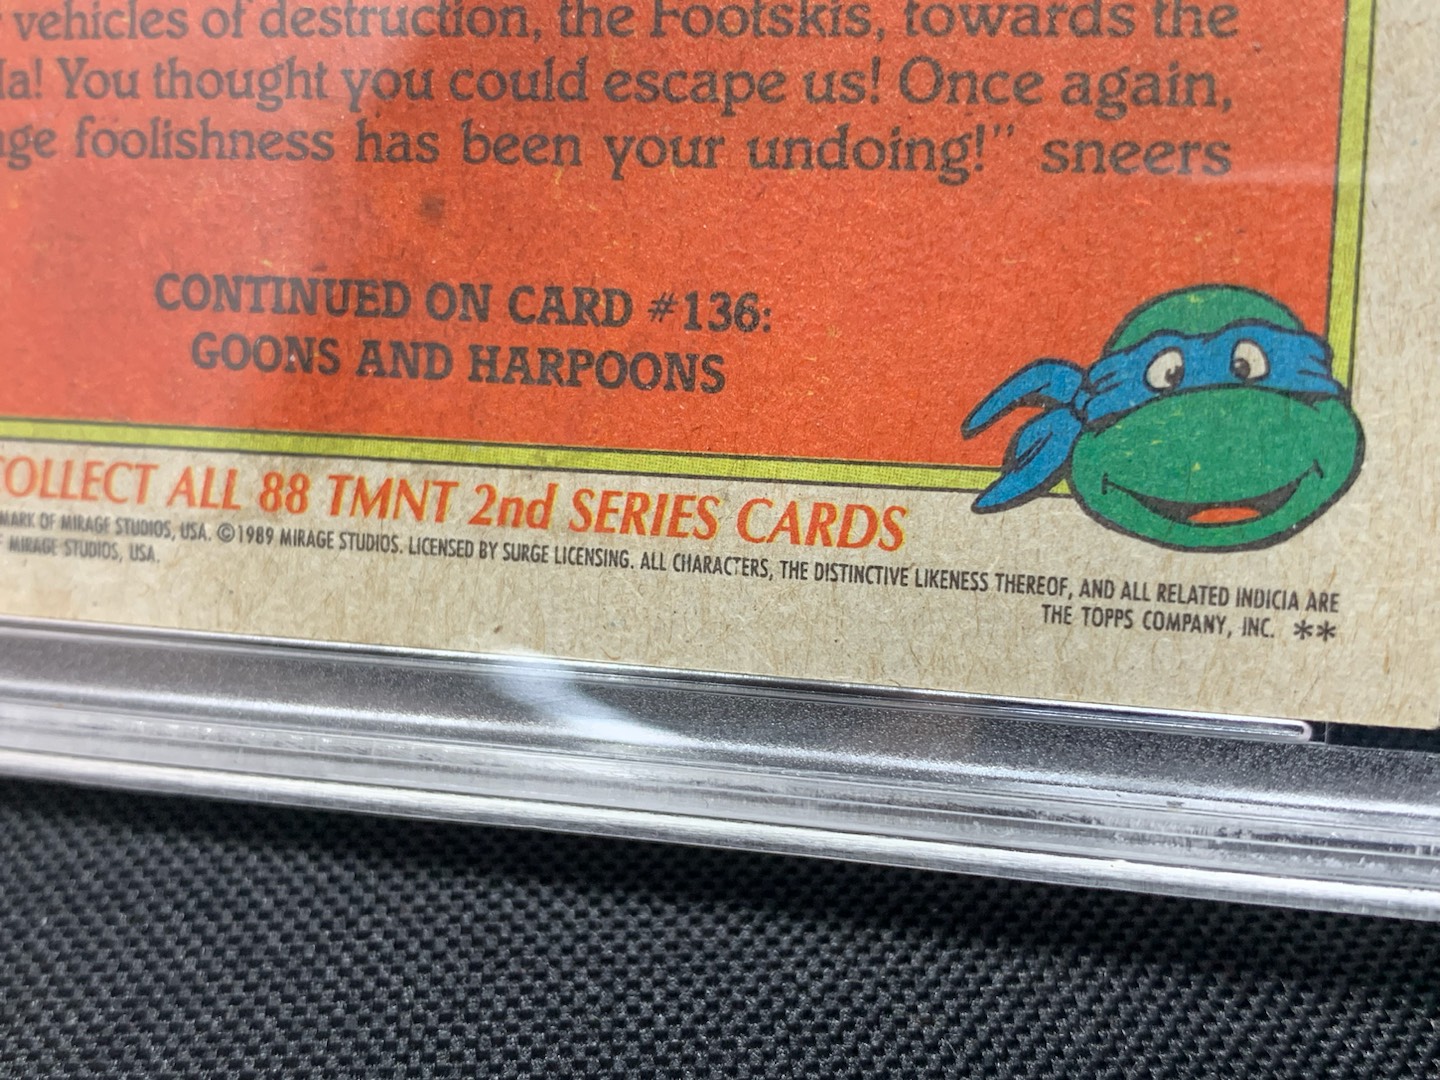 vehicles of destruction, the Footskis, towards the
You thought you could escape us! Once again,
foolishness has been your undoing!" sneers
CONTINUED ON CARD #136:
GOONS AND HARPOONS
COLLECT ALL 88 TMNT 2nd SERIES CARDS
MARK OF MIRAGE STUDIOS, USA. ©1989 MIRAGE STUDIOS. LICENSED BY SURGE LICENSING. ALL CHARACTERS, THE DISTINCTIVE LIKENESS THEREOF, AND ALL RELATED INDICIA ARE
MIRAGE STUDIOS, USA. THE TOPPS COMPANY, INC. **